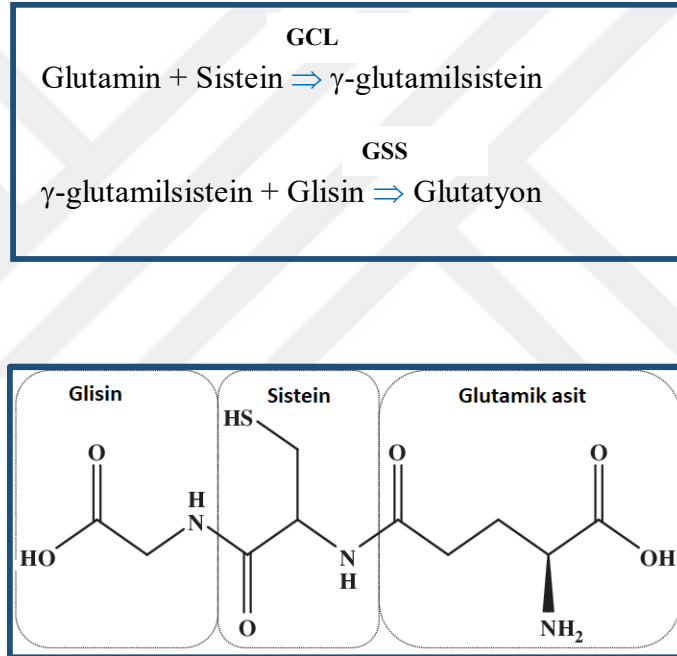 GCL
Glutamin + Sistein ⇒ γ-glutamilsistein
GSS
γ-glutamilsistein + Glisin ⇒ Glutatyon
Glisin Sistein Glutamik asit
HS
O O O
H
N
HO N OH
H
O NH₂